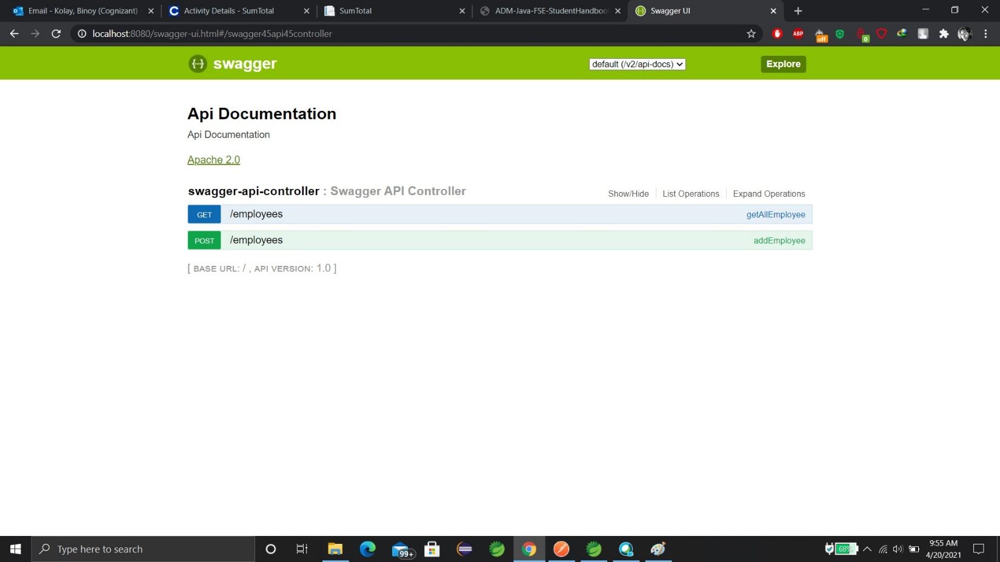 Email - Kolay, Binoy (Cognizant)
Activity Details - SumTotal
SumTotal
ADM-Java-FSE-StudentHandboo
Swagger UI
localhost:8080/swagger-ui.html#/swagger45api45controller
ABP
off
0
{··} swagger
default (/v2/api-docs)
Explore
Api Documentation
Api Documentation
Apache 2.0
swagger-api-controller : Swagger API Controller
Show/Hide
List Operations
Expand Operations
GET /employees getAllEmployee
POST /employees addEmployee
[ BASE URL: / , API VERSION: 1.0 ]
Type here to search
99+
68%
9:55 AM
4/20/2021